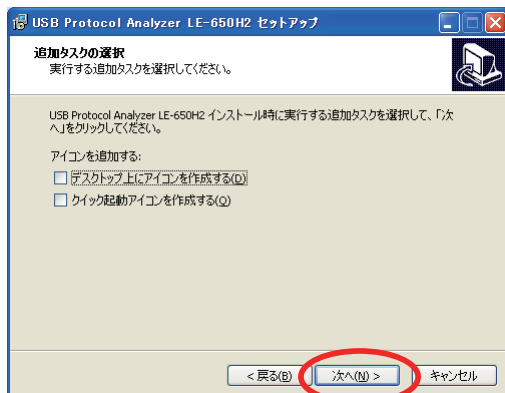 USB Protocol Analyzer LE-650H2 セットアップ
追加タスクの選択
実行する追加タスクを選択してください。
USB Protocol Analyzer LE-650H2 インストール時に実行する追加タスクを選択して、「次
へ」をクリックしてください。
アイコンを追加する:
デスクトップ上にアイコンを作成する(D)
クイック起動アイコンを作成する(Q)
< 戻る(B) 次へ(N) > キャンセル